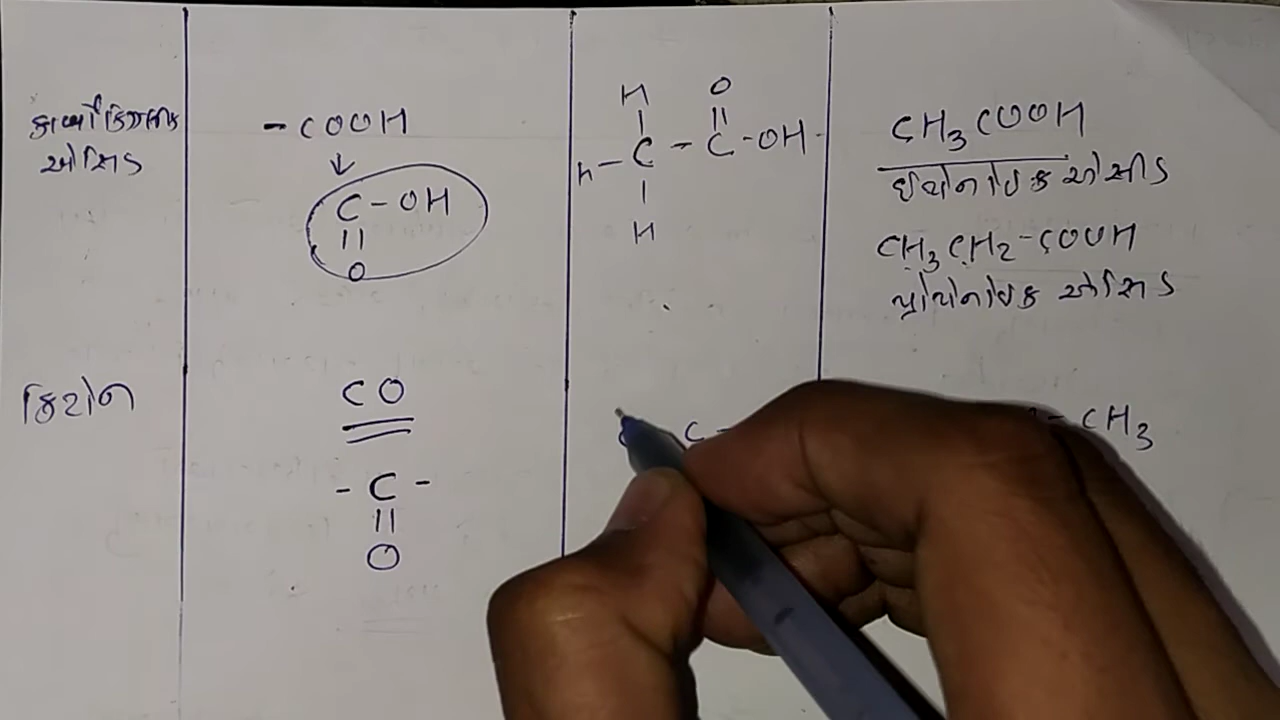 કાર્બોક્સિલિક
એસિડ
-COOH
↓
C-OH
||
O
H O
| ||
H-C-C-OH
|
H
CH3COOH
ઈથેનોઈક એસીડ
CH3CH2-COOH
પ્રોપેનોઈક એસિડ
કિટોન
CO
-C-
||
O
C-
-CH3